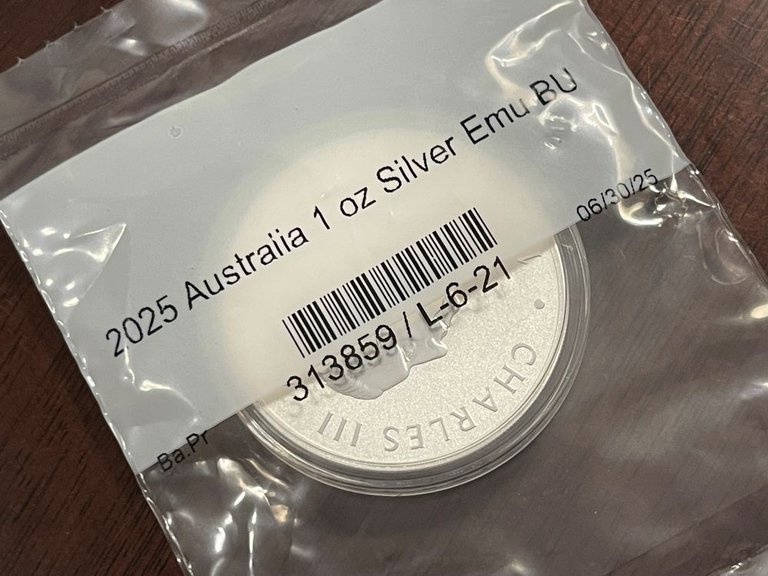 2025 Australia 1 oz Silver Emu BU
06/30/25
313859 / L-6-21
Ba.Pr
CHARLES III